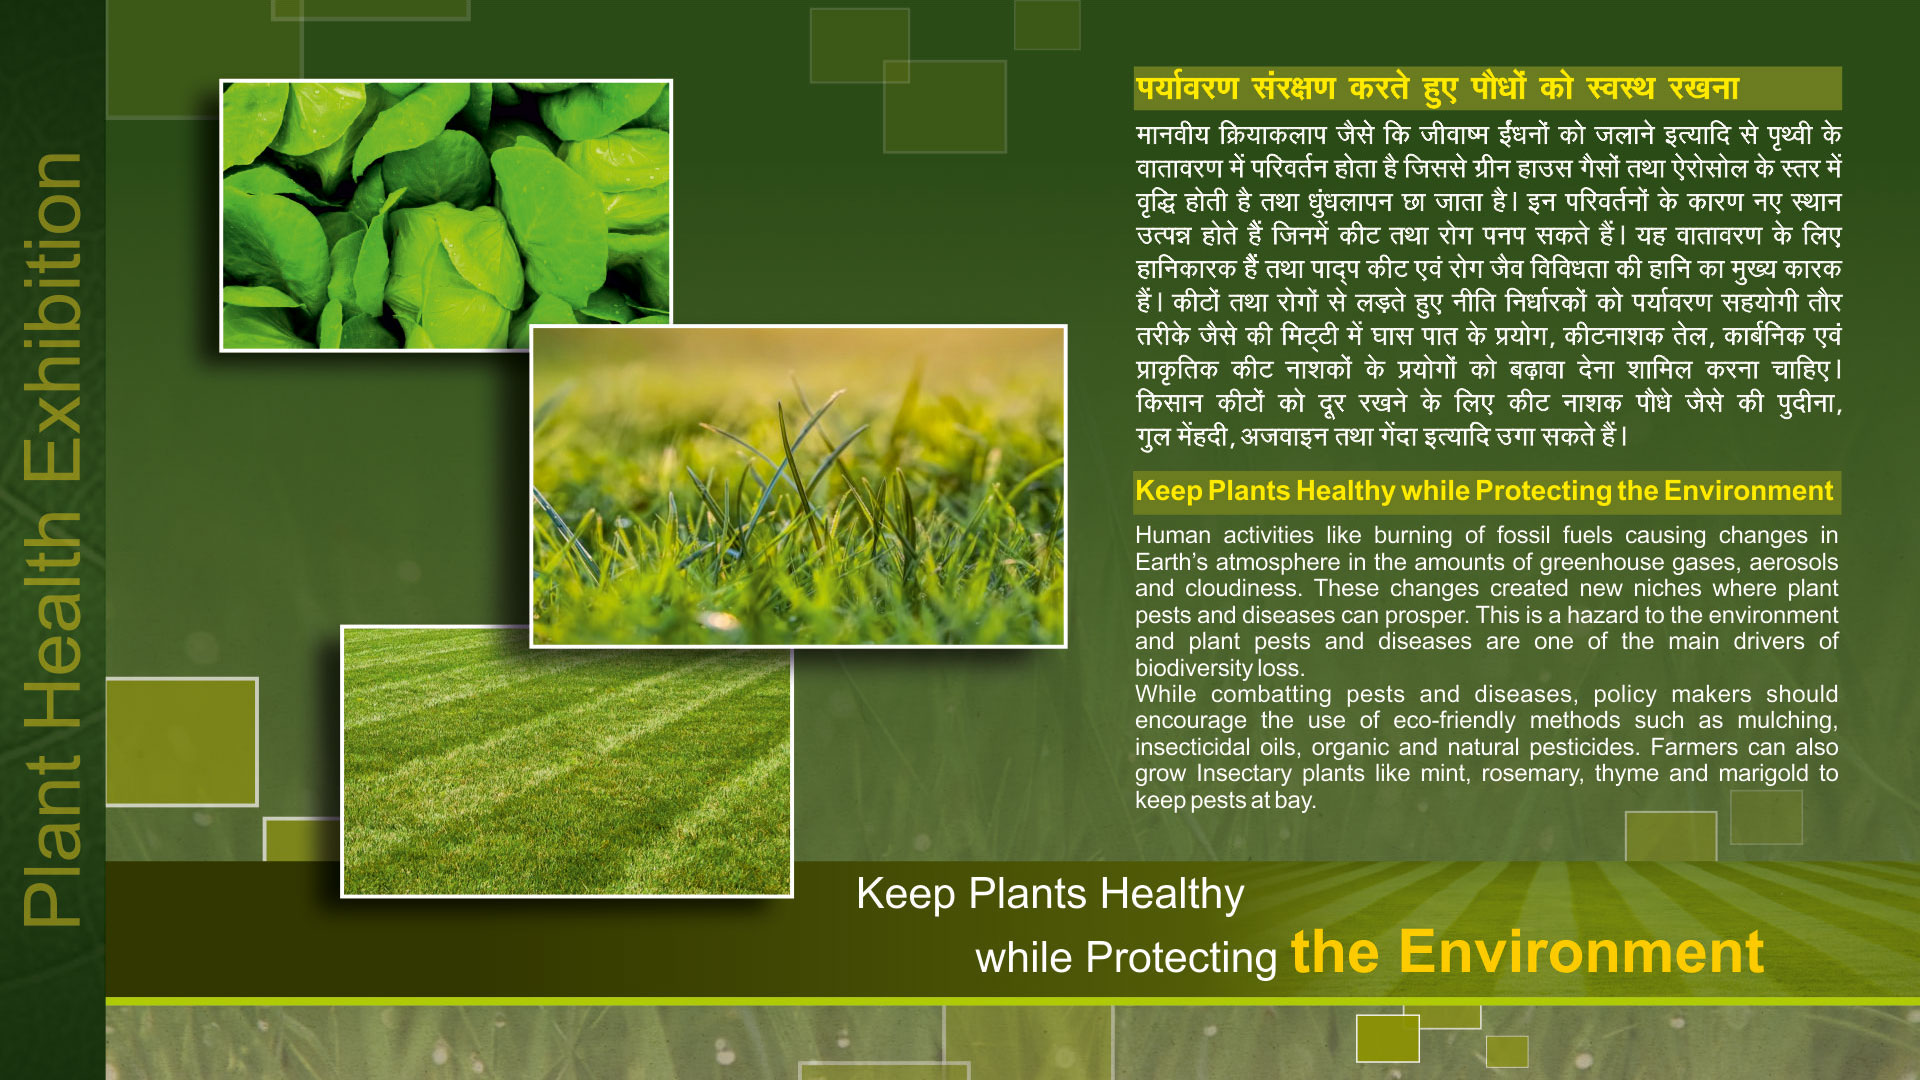 Plant Health Exhibition
पर्यावरण संरक्षण करते हुए पौधों को स्वस्थ रखना
मानवीय क्रियाकलाप जैसे कि जीवाष्म ईंधनों को जलाने इत्यादि से पृथ्वी के
वातावरण में परिवर्तन होता है जिससे ग्रीन हाउस गैसों तथा ऐरोसोल के स्तर में
वृद्धि होती है तथा धुंधलापन छा जाता है। इन परिवर्तनों के कारण नए स्थान
उत्पन्न होते हैं जिनमें कीट तथा रोग पनप सकते हैं। यह वातावरण के लिए
हानिकारक हैं तथा पाद्प कीट एवं रोग जैव विविधता की हानि का मुख्य कारक
हैं। कीटों तथा रोगों से लड़ते हुए नीति निर्धारकों को पर्यावरण सहयोगी तौर
तरीके जैसे की मिट्टी में घास पात के प्रयोग, कीटनाशक तेल, कार्बनिक एवं
प्राकृतिक कीट नाशकों के प्रयोगों को बढ़ावा देना शामिल करना चाहिए।
किसान कीटों को दूर रखने के लिए कीट नाशक पौधे जैसे की पुदीना,
गुल मेंहदी, अजवाइन तथा गेंदा इत्यादि उगा सकते हैं।
Keep Plants Healthy while Protecting the Environment
Human activities like burning of fossil fuels causing changes in
Earth’s atmosphere in the amounts of greenhouse gases, aerosols
and cloudiness. These changes created new niches where plant
pests and diseases can prosper. This is a hazard to the environment
and plant pests and diseases are one of the main drivers of
biodiversity loss.
While combatting pests and diseases, policy makers should
encourage the use of eco-friendly methods such as mulching,
insecticidal oils, organic and natural pesticides. Farmers can also
grow Insectary plants like mint, rosemary, thyme and marigold to
keep pests at bay.
Keep Plants Healthy
while Protecting the Environment